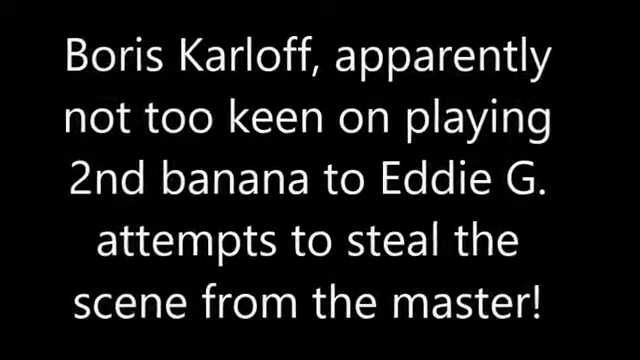 Boris Karloff, apparently
not too keen on playing
2nd banana to Eddie G.
attempts to steal the
scene from the master!